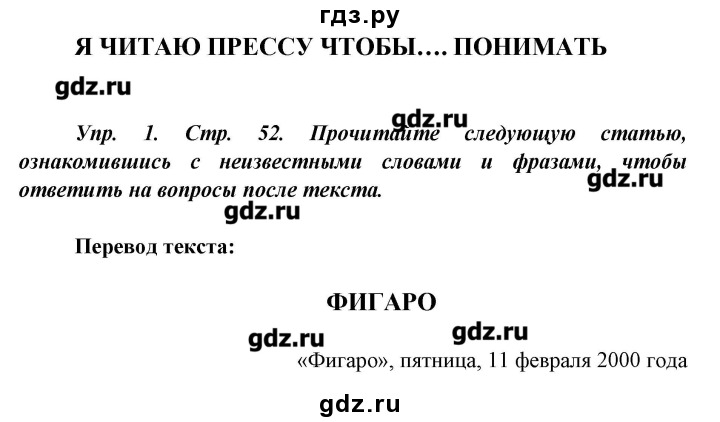 гдз.ру
Я ЧИТАЮ ПРЕССУ ЧТОБЫ.... ПОНИМАТЬ
gdz.ru
gdz.ru
Упр. 1. Стр. 52. Прочитайте следующую статью,
ознакомившись с неизвестными словами и фразами, чтобы
gdz.ru
ответить на вопросы после текста.
gdz.ru
Перевод текста:
ФИГАРО
gdz.ru gdz.ru
«Фигаро», пятница, 11 февраля 2000 года
gdz.ru